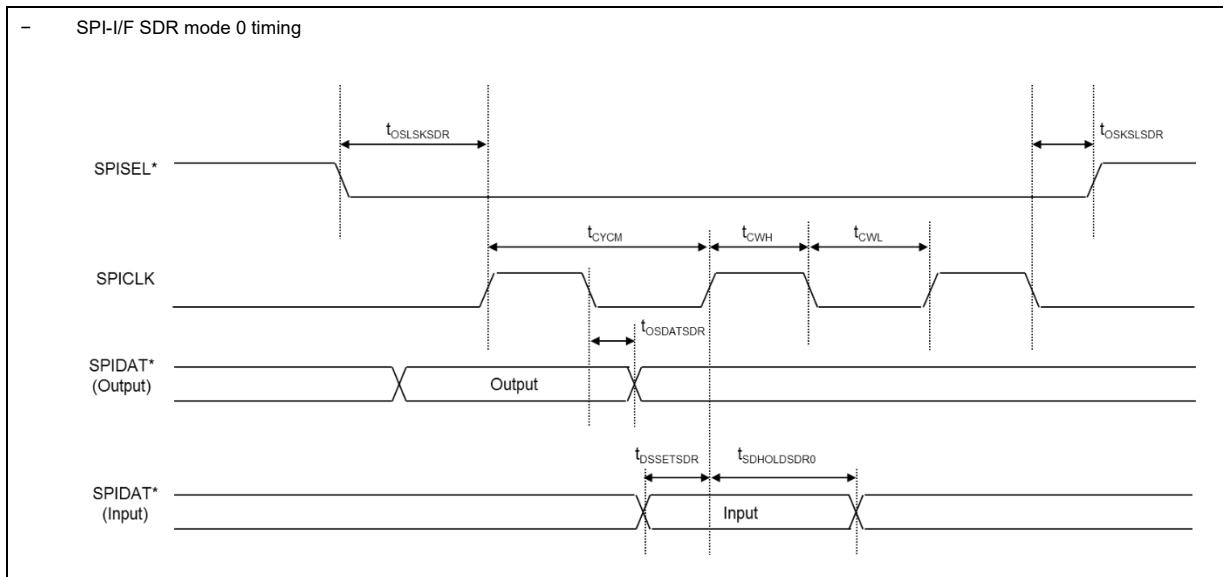 − SPI-I/F SDR mode 0 timing
tOSLSKSDR
tOSKSLSDR
SPISEL*
tCYCM
tCWH
tCWL
SPICLK
tOSDATSDR
SPIDAT*
(Output)
Output
tDSSETSDR
tSDHOLDSDR0
SPIDAT*
(Input)
Input